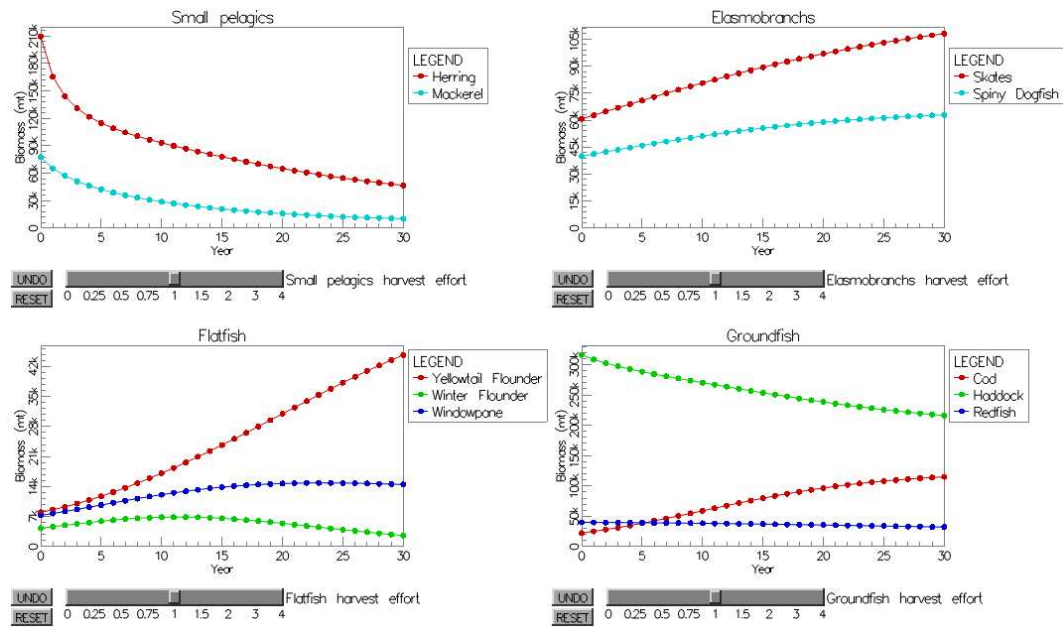 Small pelagics
Biomass (mt)
210k
180k
150k
120k
90k
60k
30k
0
0 5 10 15 20 25 30
Year
LEGEND
Herring
Mackerel
UNDO
RESET
0 0.25 0.5 0.75 1 1.5 2 3 4
Small pelagics harvest effort
Elasmobranchs
Biomass (mt)
105k
90k
75k
60k
45k
30k
15k
0
0 5 10 15 20 25 30
Year
LEGEND
Skates
Spiny Dogfish
UNDO
RESET
0 0.25 0.5 0.75 1 1.5 2 3 4
Elasmobranchs harvest effort
Flatfish
Biomass (mt)
42k
35k
28k
21k
14k
7k
0
0 5 10 15 20 25 30
Year
LEGEND
Yellowtail Flounder
Winter Flounder
Windowpane
UNDO
RESET
0 0.25 0.5 0.75 1 1.5 2 3 4
Flatfish harvest effort
Groundfish
Biomass (mt)
300k
250k
200k
150k
100k
50k
0
0 5 10 15 20 25 30
Year
LEGEND
Cod
Haddock
Redfish
UNDO
RESET
0 0.25 0.5 0.75 1 1.5 2 3 4
Groundfish harvest effort